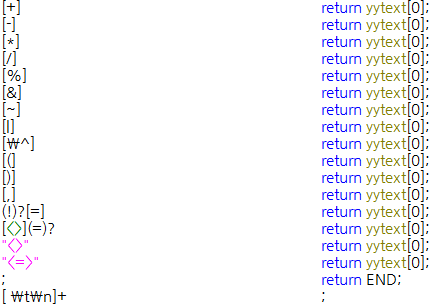 [+] return yytext[0];
[-] return yytext[0];
[*] return yytext[0];
[/] return yytext[0];
[%] return yytext[0];
[&] return yytext[0];
[~] return yytext[0];
[|] return yytext[0];
[₩^] return yytext[0];
[(] return yytext[0];
[)] return yytext[0];
[,] return yytext[0];
(!)?[=] return yytext[0];
[<>](=)? return yytext[0];
"<>" return yytext[0];
"<=>" return yytext[0];
; return END;
[ ₩t₩n]+ ;